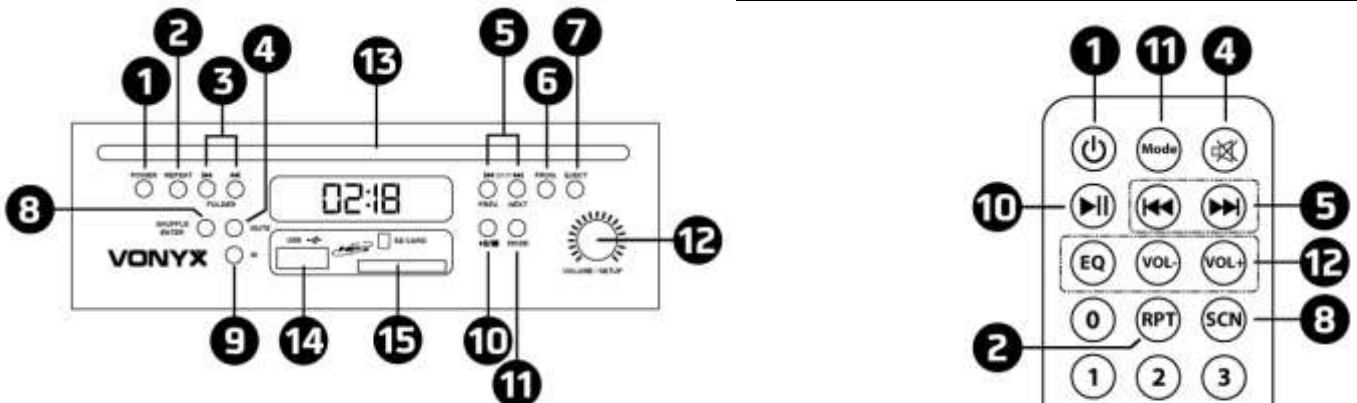 2 5 7
4 13 1 11 4
1 3 6
POWER REPEAT SKIP PROG. EJECT
Mode
FOLDER 02:18 PREV. NEXT
10 5
8 SHUFFLE MUTE
ENTER USB SD CARD MODE 12 EQ VOL- VOL+ 12
VONYX IR
VOLUME / SETUP
0 RPT SCN 8
9 14 15 10 2
11 1 2 3